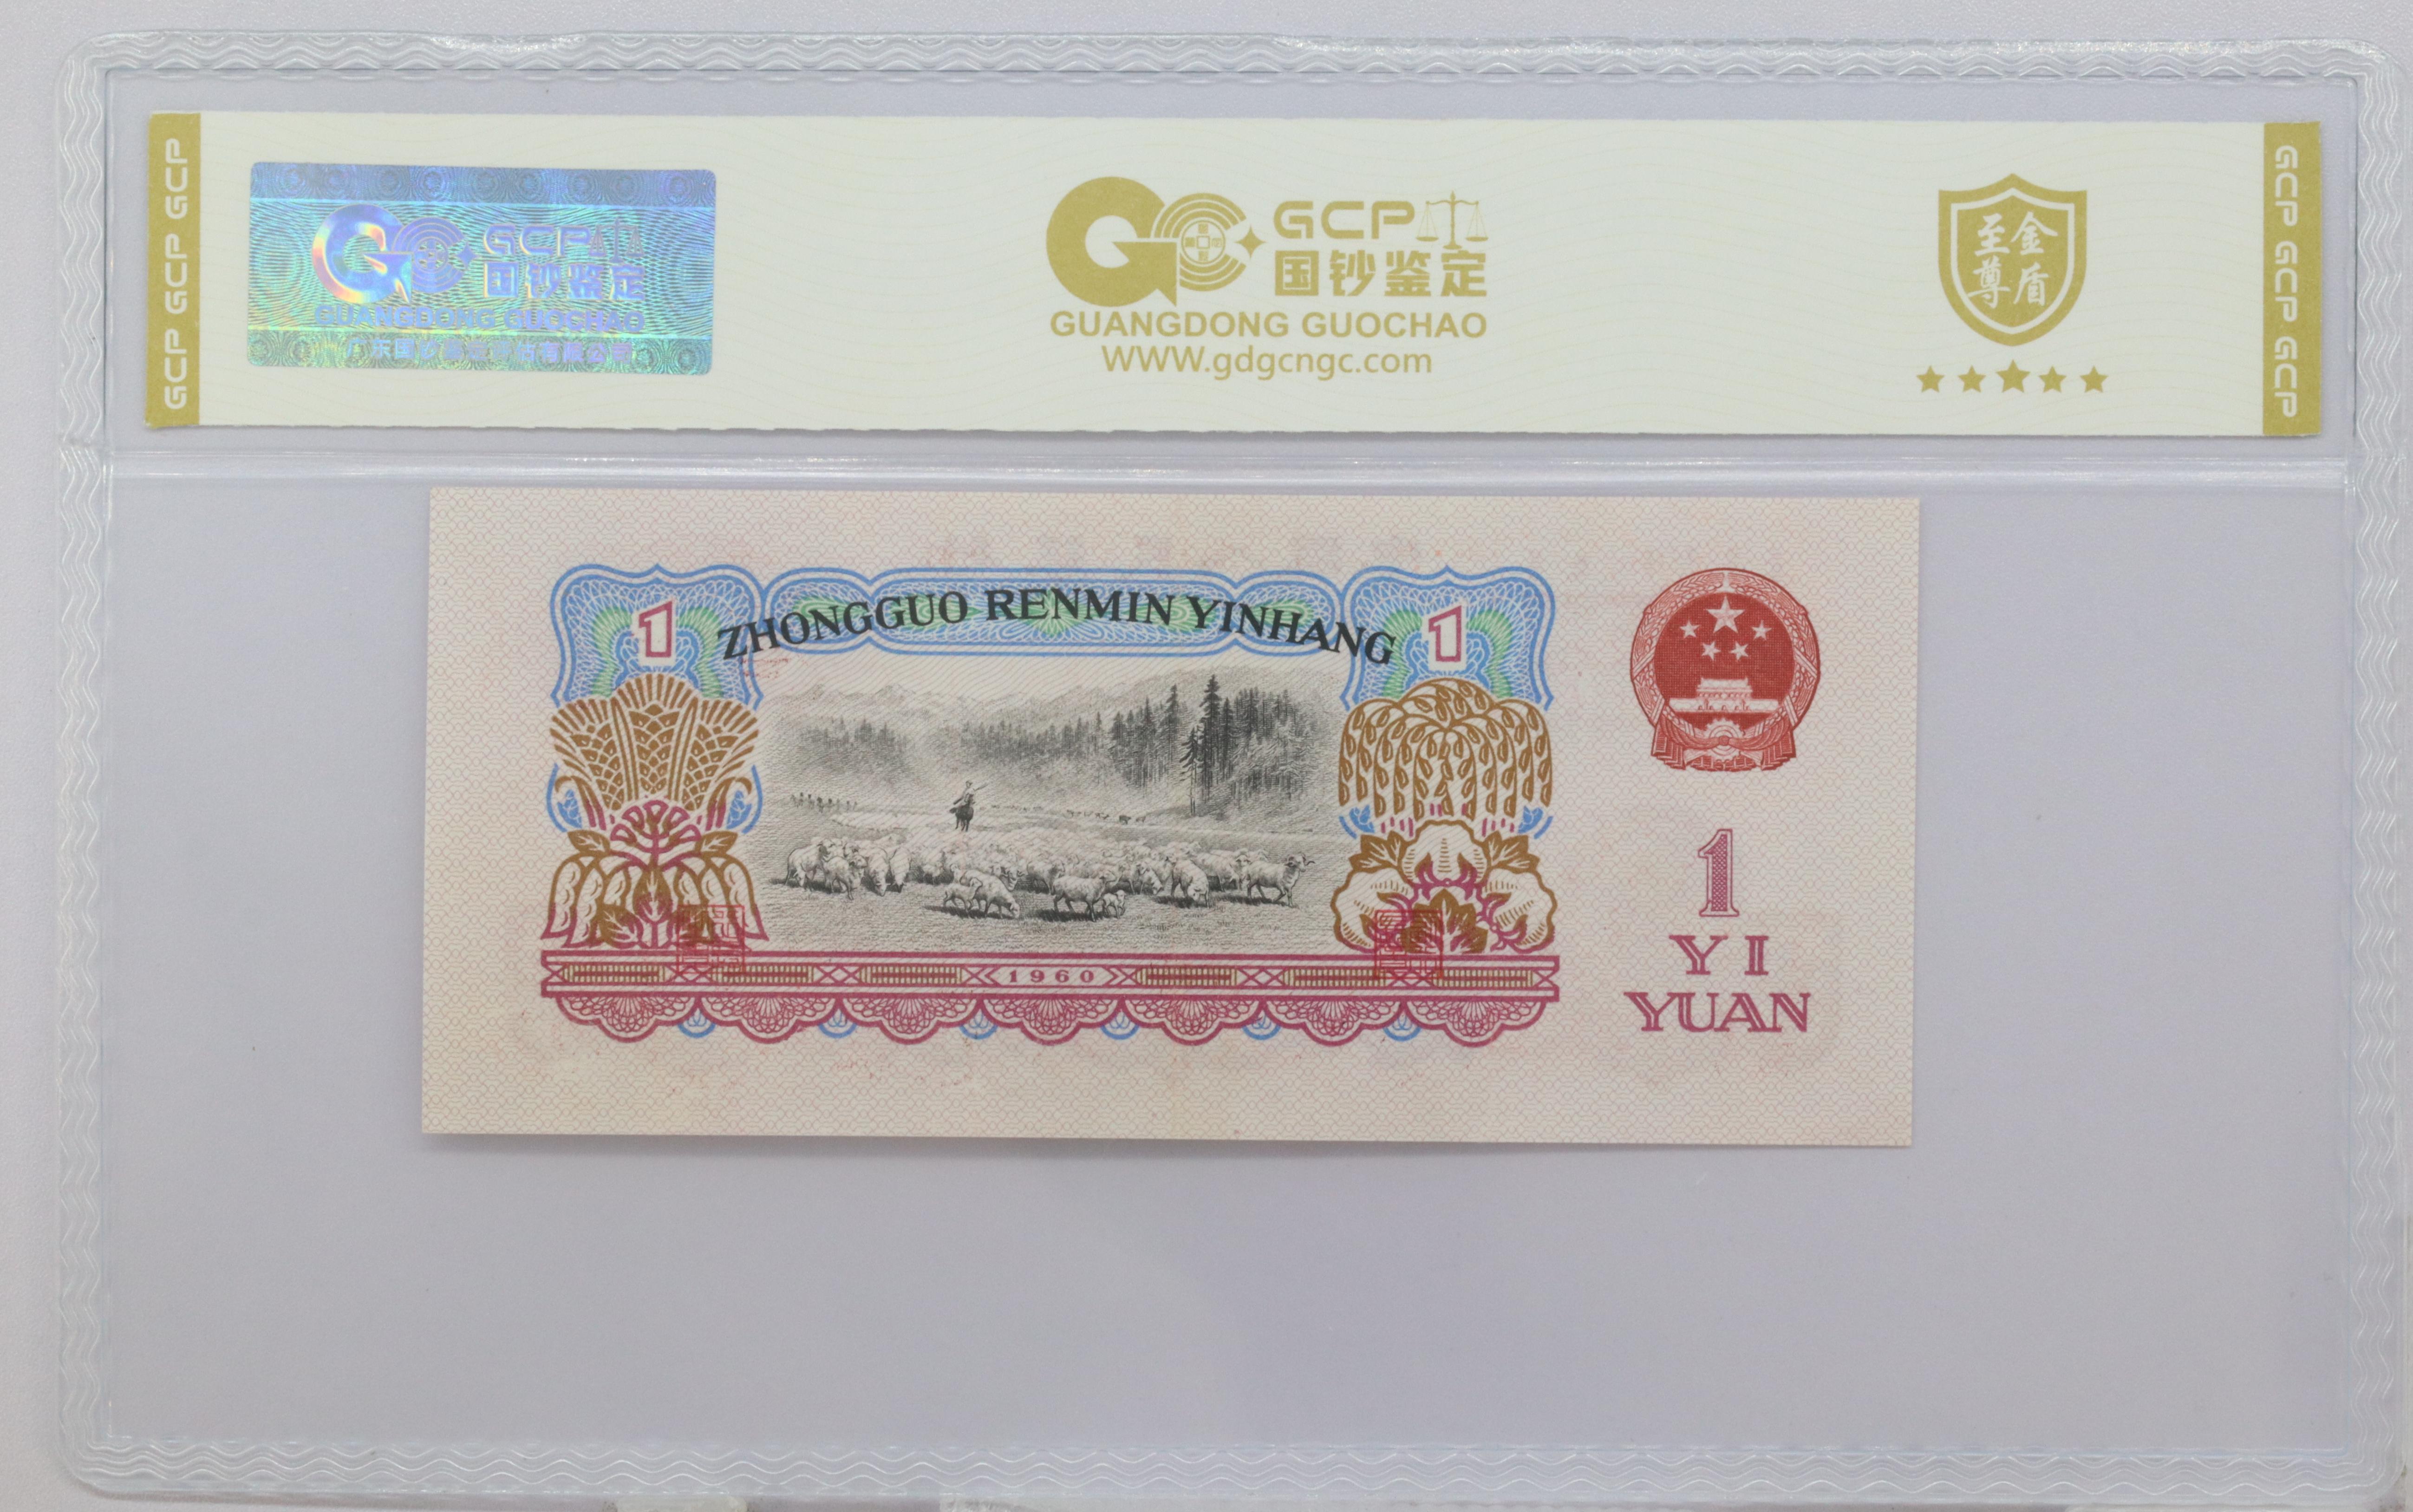 GCP GCP GCP
GCP
国钞鉴定
GUANGDONG GUOCHAO
GCP
国钞鉴定
GUANGDONG GUOCHAO
WWW.gdgcngc.com
金盾
至尊
GCP GCP GCP
ZHONGGUO RENMIN YINHANG
1
1
1960
1
YI
YUAN